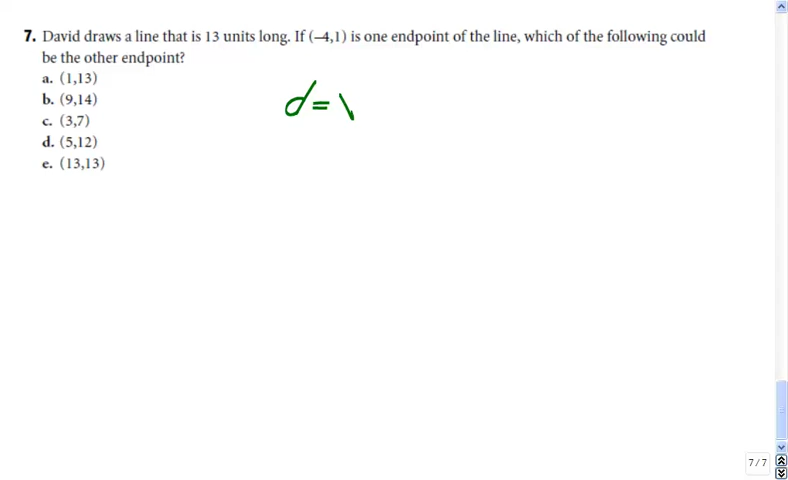 7. David draws a line that is 13 units long. If (–4,1) is one endpoint of the line, which of the following could
be the other endpoint?
a. (1,13)
b. (9,14)
c. (3,7)
d. (5,12)
e. (13,13)
d=
7/7